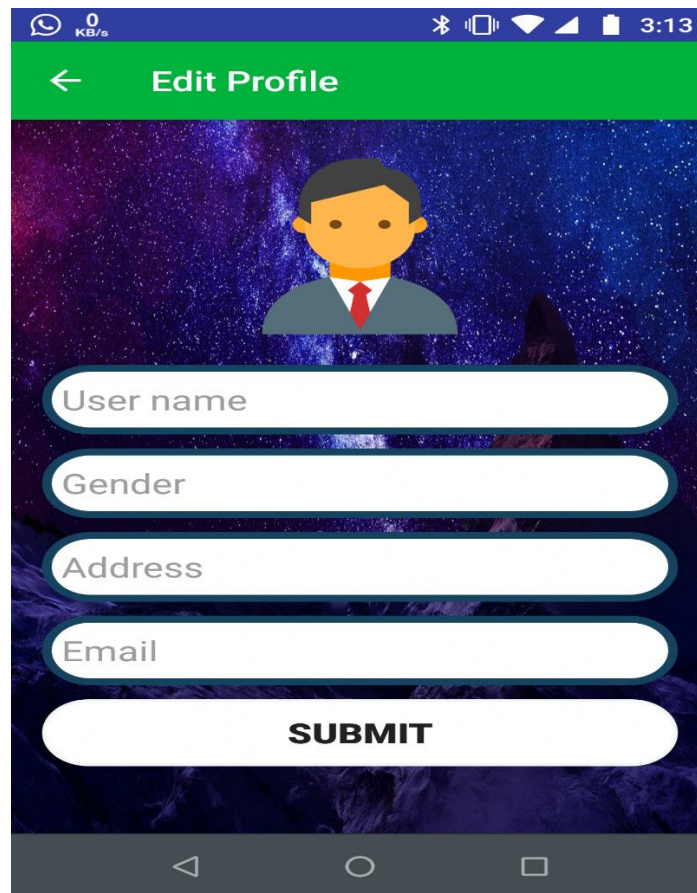 0
KB/s
3:13
Edit Profile
User name
Gender
Address
Email
SUBMIT